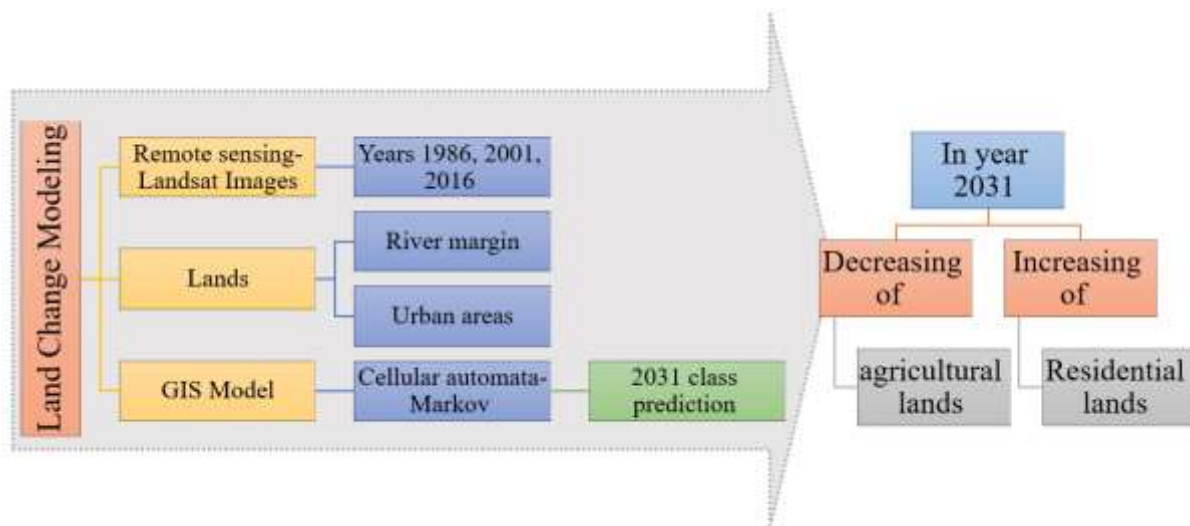 Land Change Modeling
Remote sensing-
Landsat Images
Years 1986, 2001,
2016
Lands
River margin
Urban areas
GIS Model
Cellular automata-
Markov
2031 class
prediction
In year
2031
Decreasing
of
agricultural
lands
Increasing
of
Residential
lands